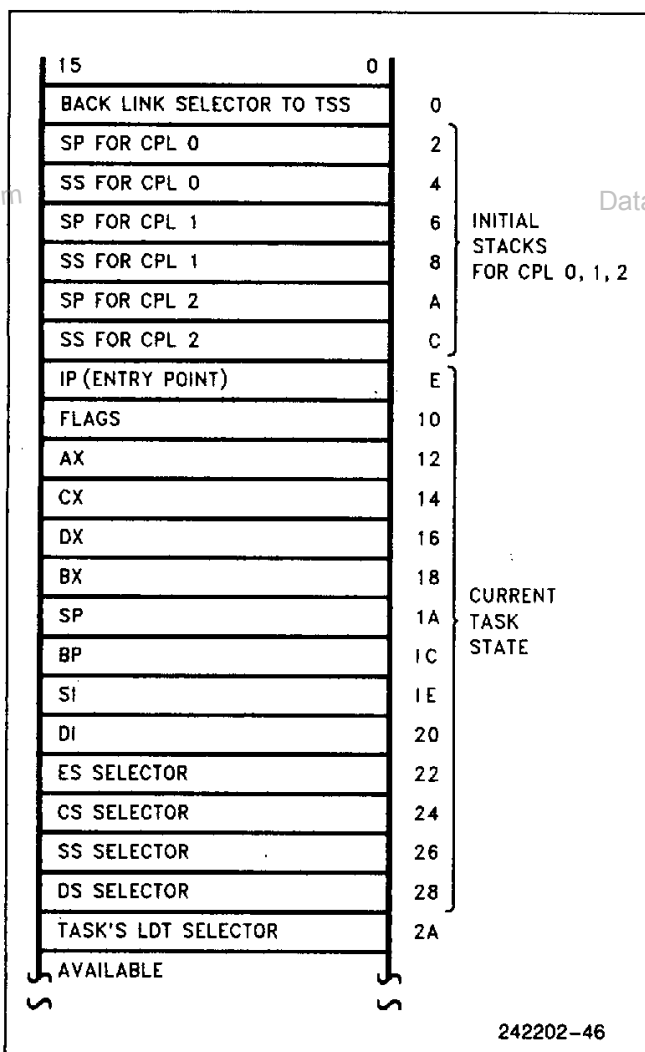 15 0
BACK LINK SELECTOR TO TSS 0
SP FOR CPL 0 2
SS FOR CPL 0 4
SP FOR CPL 1 6
SS FOR CPL 1 8
SP FOR CPL 2 A
SS FOR CPL 2 C
INITIAL
STACKS
FOR CPL 0, 1, 2
IP (ENTRY POINT) E
FLAGS 10
AX 12
CX 14
DX 16
BX 18
SP 1A
BP 1C
SI 1E
DI 20
ES SELECTOR 22
CS SELECTOR 24
SS SELECTOR 26
DS SELECTOR 28
CURRENT
TASK
STATE
TASK'S LDT SELECTOR 2A
AVAILABLE
242202-46
m
Data